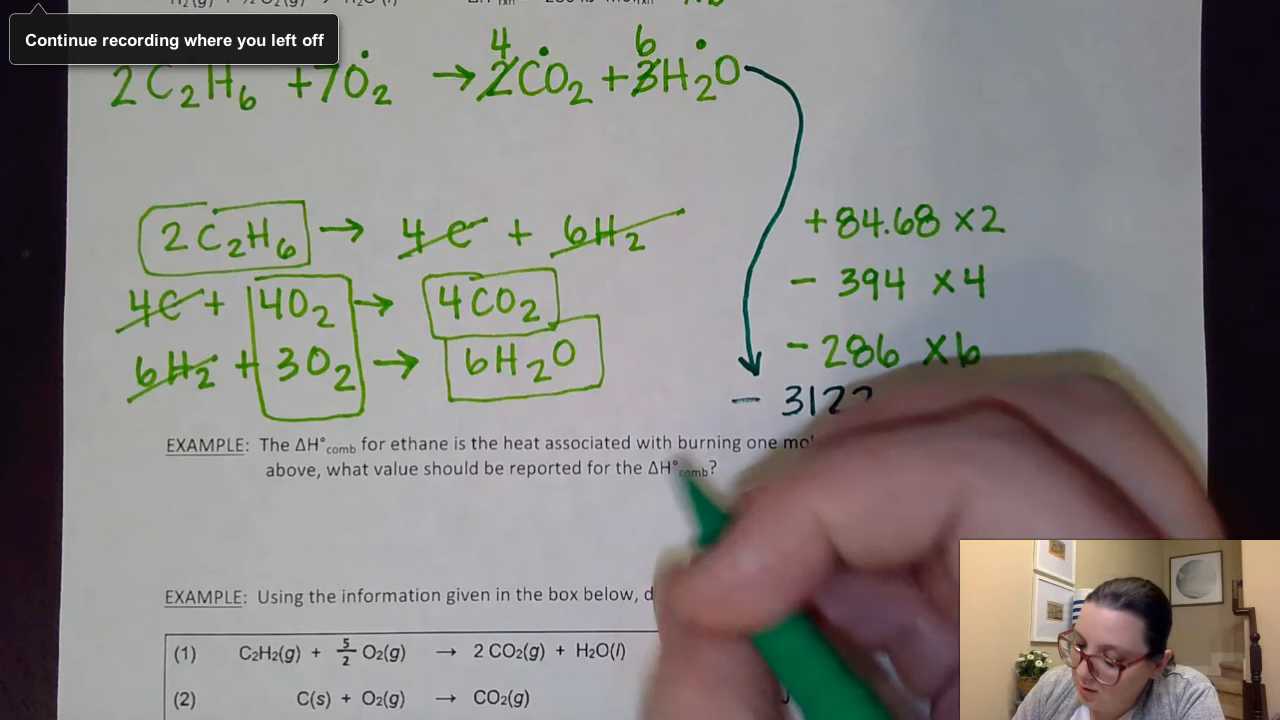 Continue recording where you left off
2C₂H₆ + 7O₂ → 4 2CO₂ + 6 3H₂O
2C₂H₆ → 4C + 6H₂ +84.68 x2
4C + 4O₂ → 4CO₂ - 394 x4
6H₂ + 3O₂ → 6H₂O - 286 x6
- 312
EXAMPLE: The ΔH°comb for ethane is the heat associated with burning one
above, what value should be reported for the ΔH°comb?
EXAMPLE: Using the information given in the box below,
(1) C₂H₂(g) + 5/2 O₂(g) → 2 CO₂(g) + H₂O(l)
(2) C(s) + O₂(g) → CO₂(g)